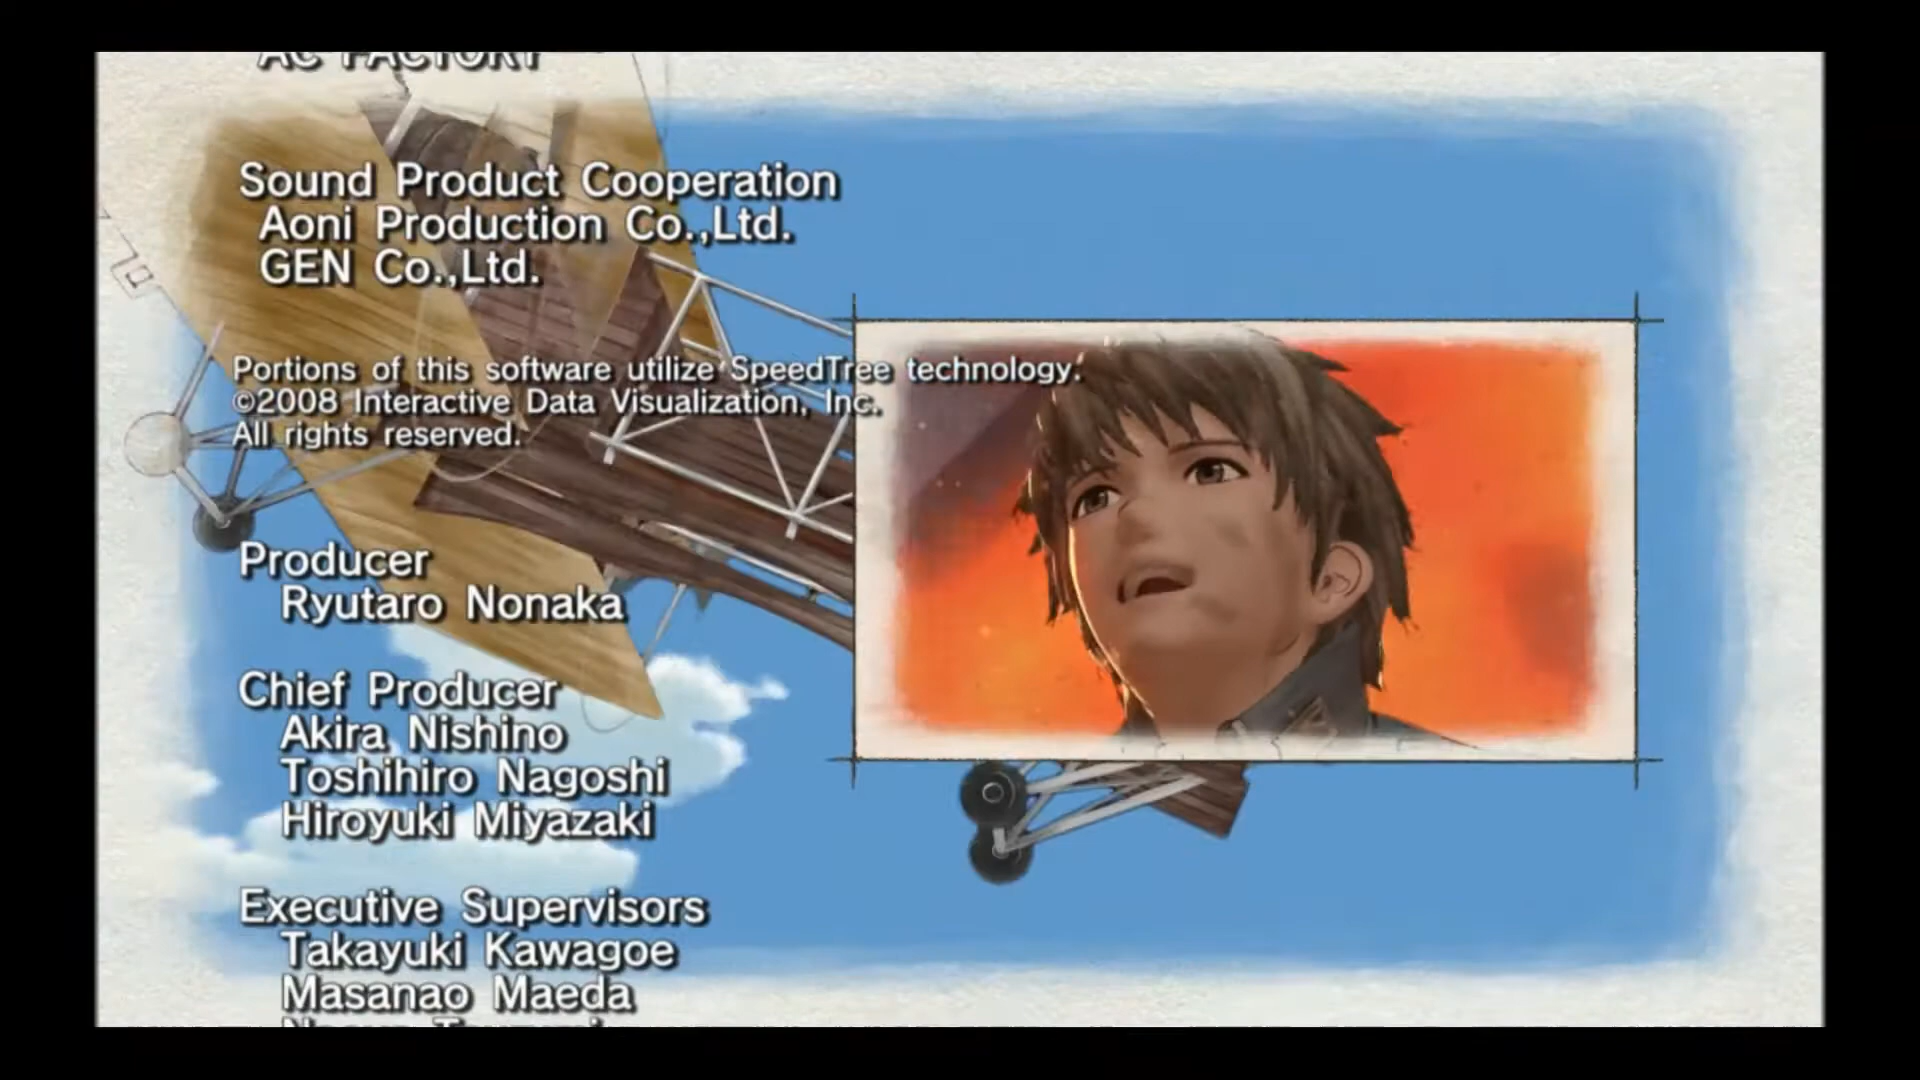 AC FACTORY
Sound Product Cooperation
Aoni Production Co.,Ltd.
GEN Co.,Ltd.
Portions of this software utilize SpeedTree technology.
©2008 Interactive Data Visualization, Inc.
All rights reserved.
Producer
Ryutaro Nonaka
Chief Producer
Akira Nishino
Toshihiro Nagoshi
Hiroyuki Miyazaki
Executive Supervisors
Takayuki Kawagoe
Masanao Maeda